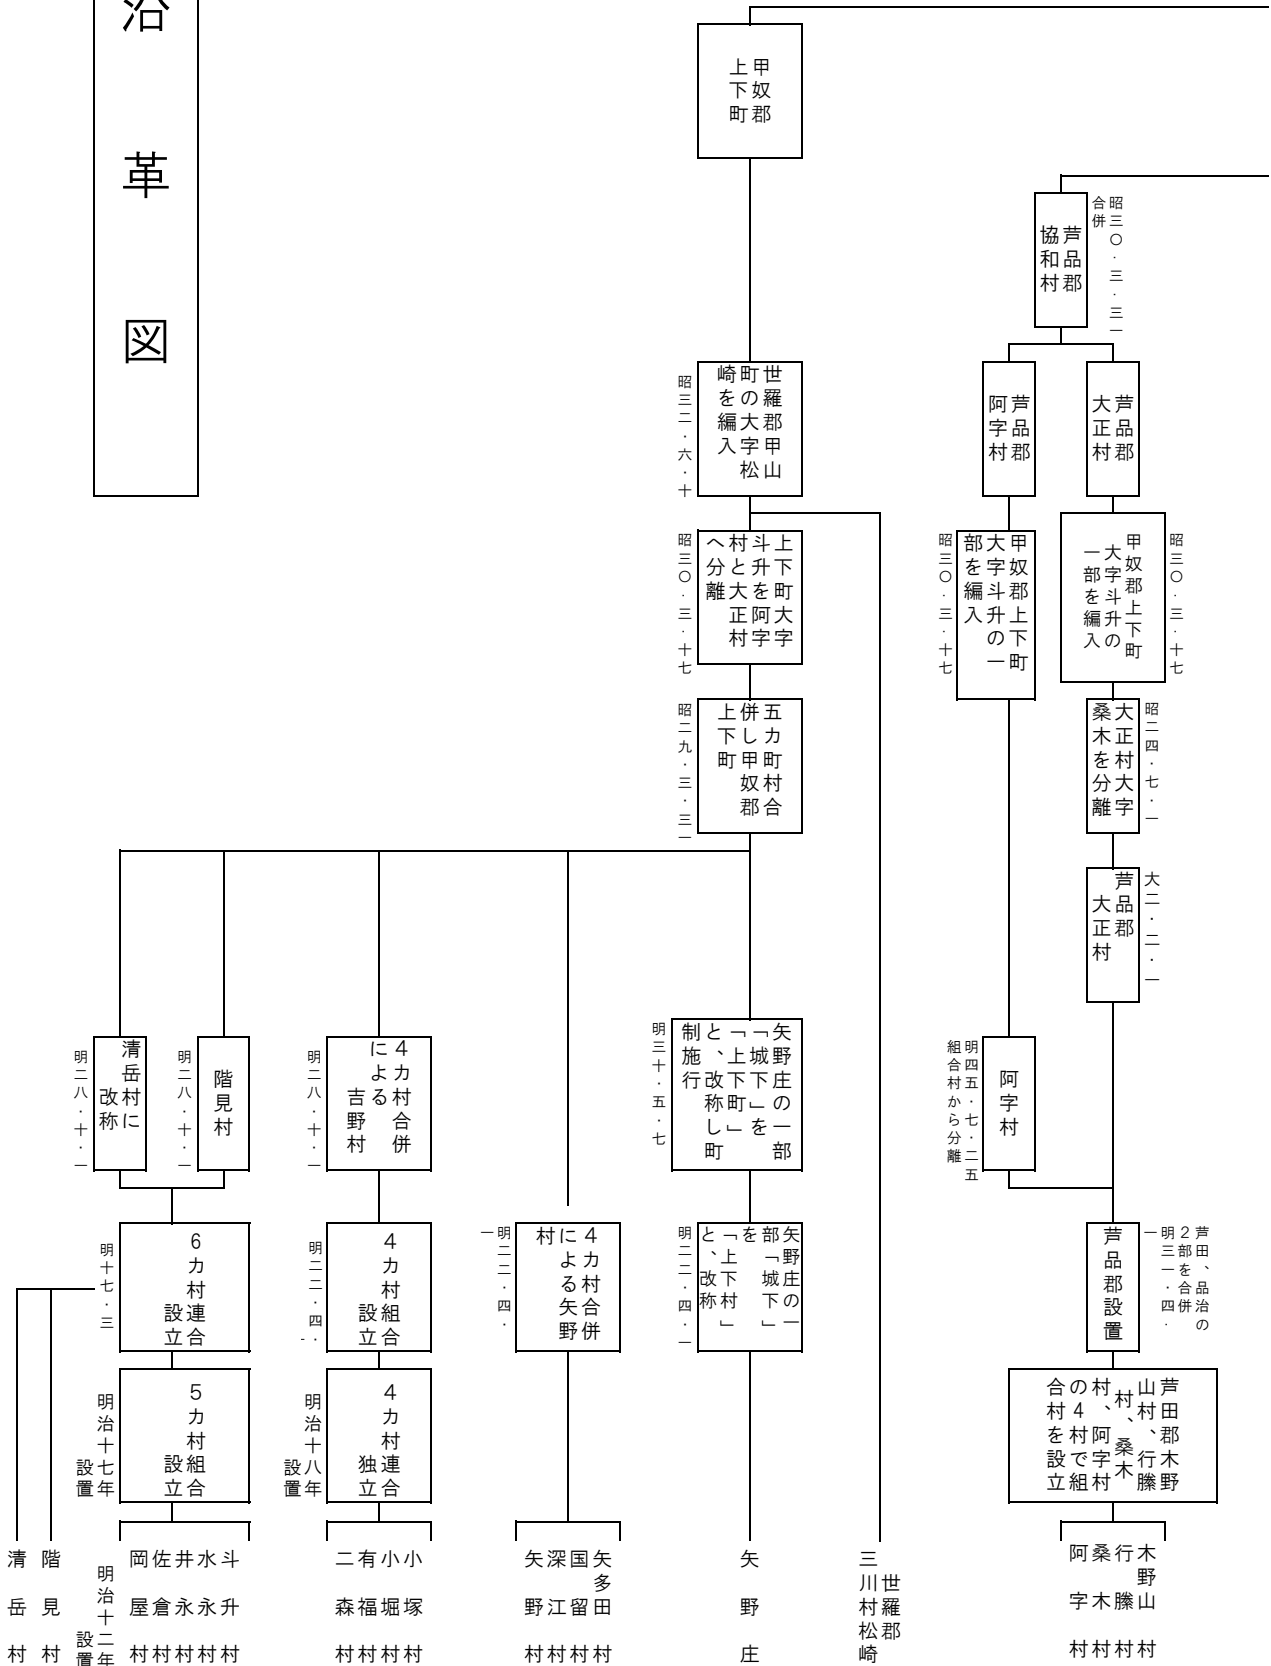 沿革図
甲奴郡
上下町
昭三〇・三・三一
合併
芦品郡
協和村
芦品郡
大正村
芦品郡
阿字村
世羅郡甲山
町の大字松
崎を編入
昭三二・六・十
昭三〇・三・十七
甲奴郡上下町
大字斗升の
一部を編入
甲奴郡上下町
大字斗升の一
部を編入
昭三〇・三・十七
上下町大字
斗升を阿字
村と大正村
へ分離
昭三〇・三・十七
昭二四・七・一
大正村大字
桑木を分離
五カ町村合
併し甲奴郡
上下町
昭二九・三・三一
大二・二・一
芦品郡
大正村
阿字村
明四五・七・二五
組合村から分離
矢野庄の一部
「城下」を
「上下町」
と、改称し町
制施行
明三十・五・七
4カ村合併
による
吉野村
明二八・十・一
階見村
明二八・十・一
清岳村に
改称
明二八・十・一
芦田、品治の
2部を合併
明三一・四・
一
芦品郡設置
矢野庄の一
部「城下」
を
「上下村」
と、改称
明二二・四・一
4カ村合併
による矢野
村
明二二・四・
一
4カ村組合
設立
明二二・四・
6カ村連合
設立
明十七・三
芦田郡木野
山村、行縢
村、桑木
村、阿字村
の4村で組
合村を設立
4カ村連合
独立
明治十八年
設置
5カ村組合
設立
明治十七年
設置
木野山村
行縢村
桑木村
阿字村
世羅郡
三川村松崎
矢野庄
矢多田村
国留村
深江村
矢野村
小塚村
小堀村
有福村
二森村
斗升村
水永村
井永村
佐倉村
岡屋村
明治十二年
設置
階見村
清岳村